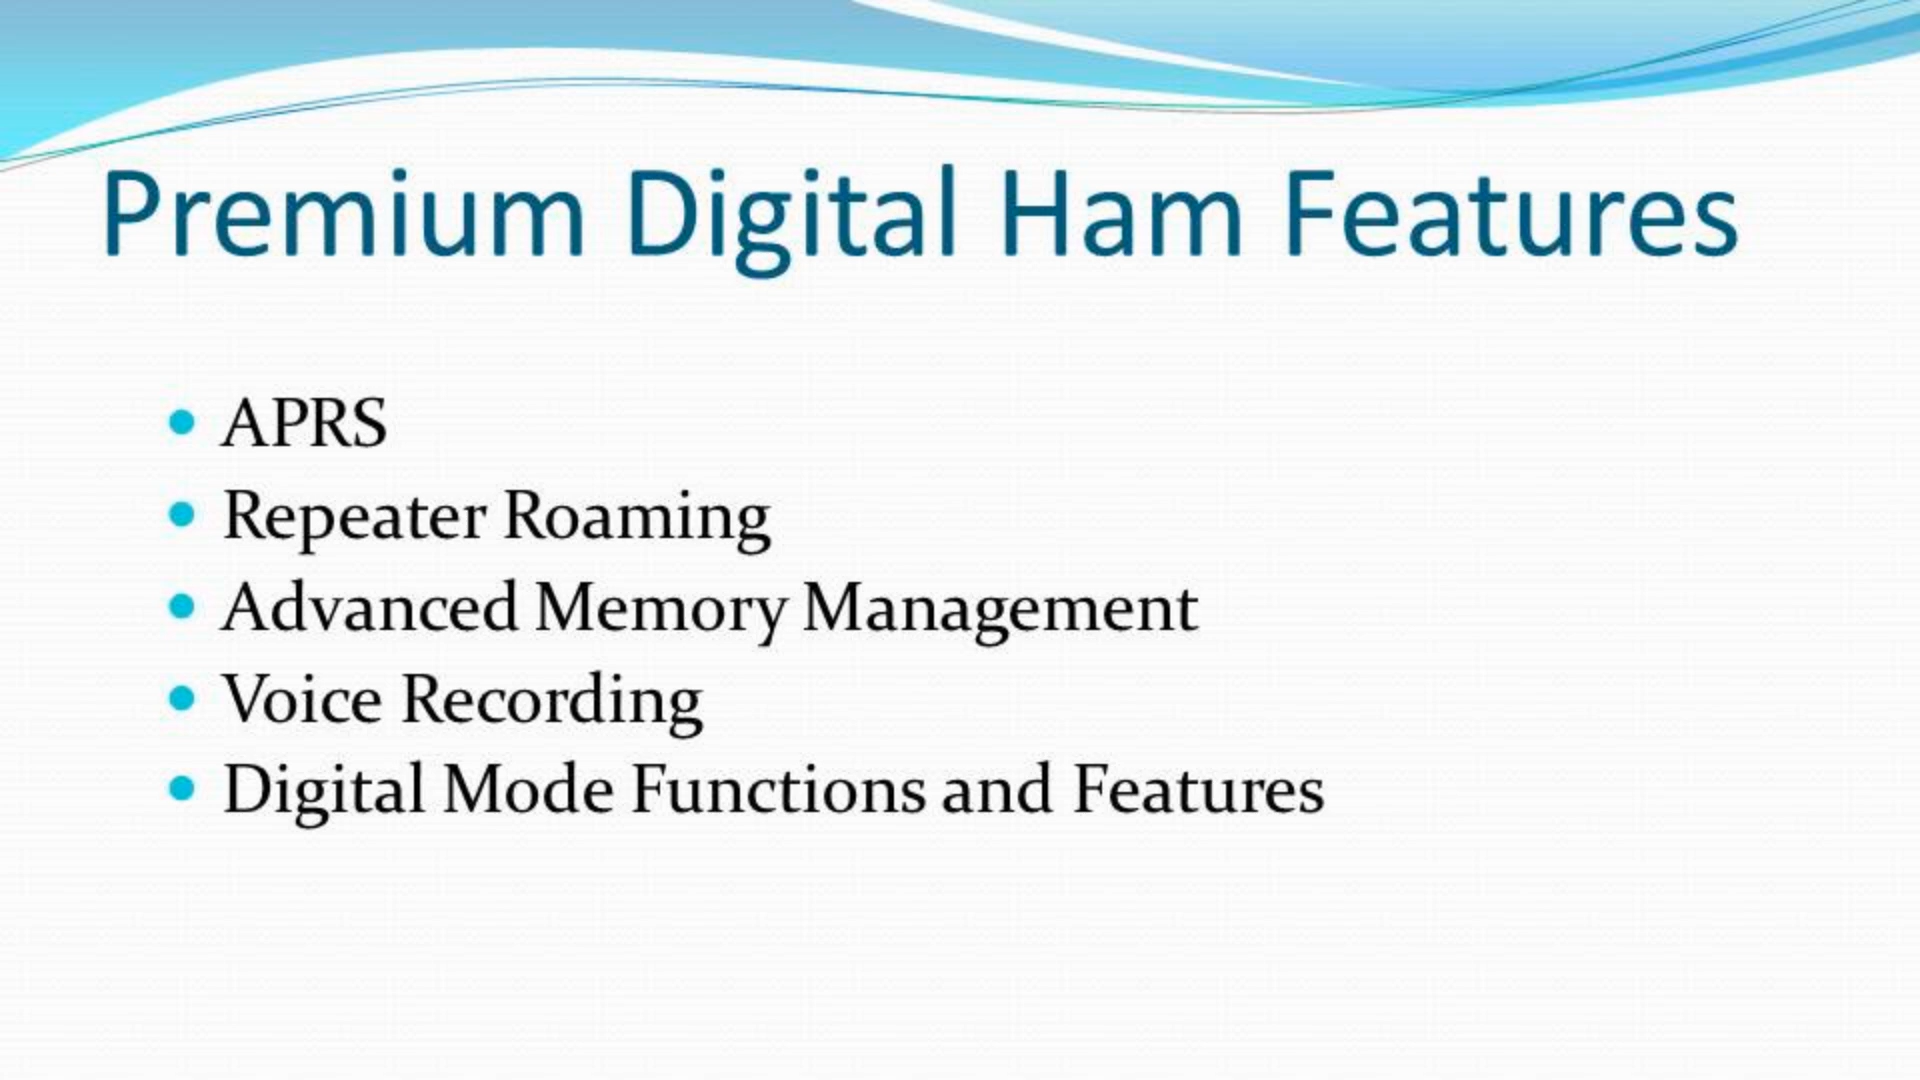 Premium Digital Ham Features
APRS
Repeater Roaming
Advanced Memory Management
Voice Recording
Digital Mode Functions and Features